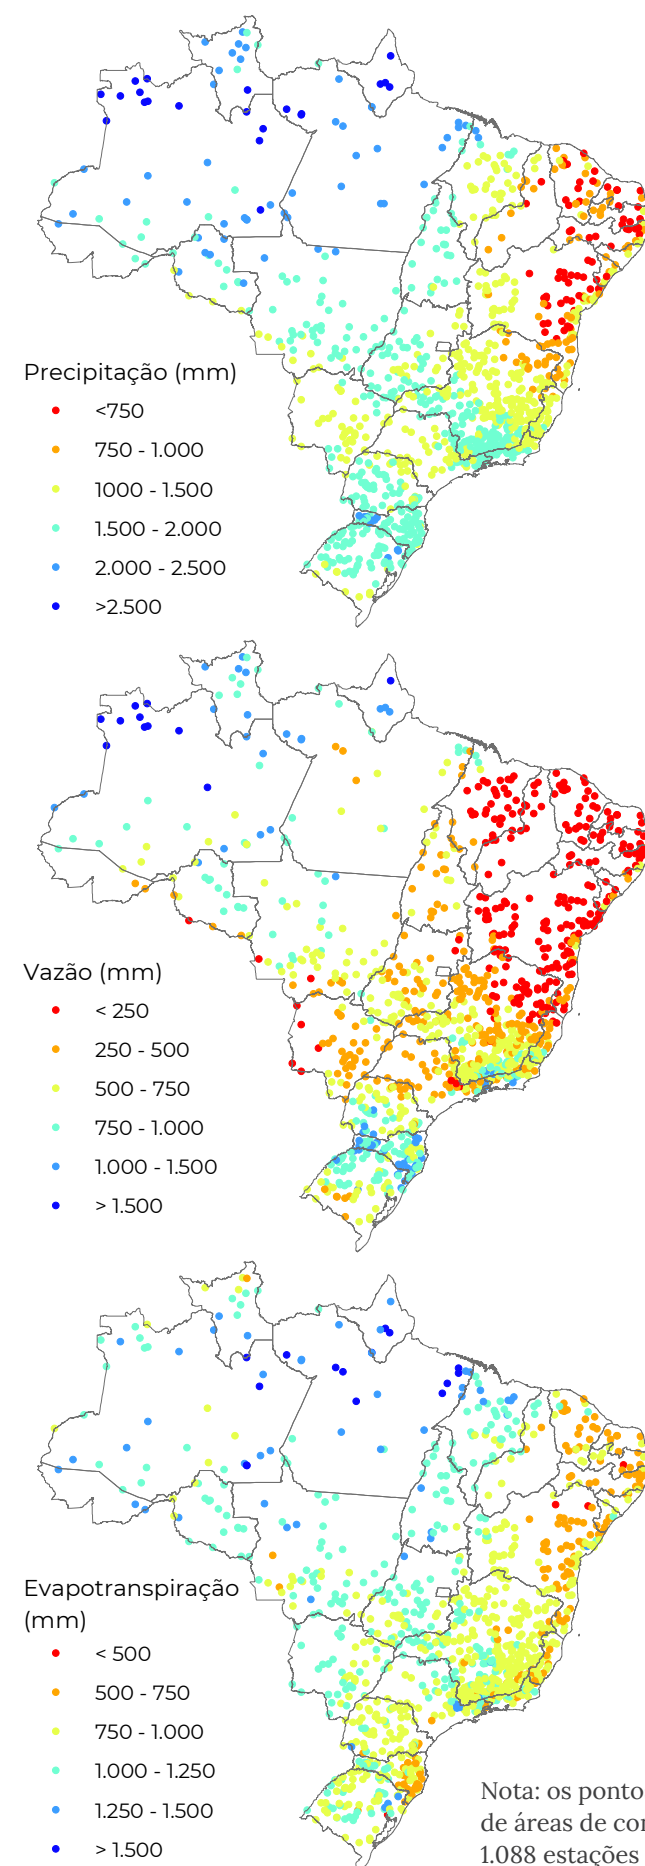 Precipitação (mm)
<750
750 - 1.000
1000 - 1.500
1.500 - 2.000
2.000 - 2.500
>2.500
Vazão (mm)
< 250
250 - 500
500 - 750
750 - 1.000
1.000 - 1.500
> 1.500
Evapotranspiração
(mm)
< 500
500 - 750
750 - 1.000
1.000 - 1.250
1.250 - 1.500
> 1.500
Nota: os ponto
de áreas de con
1.088 estações